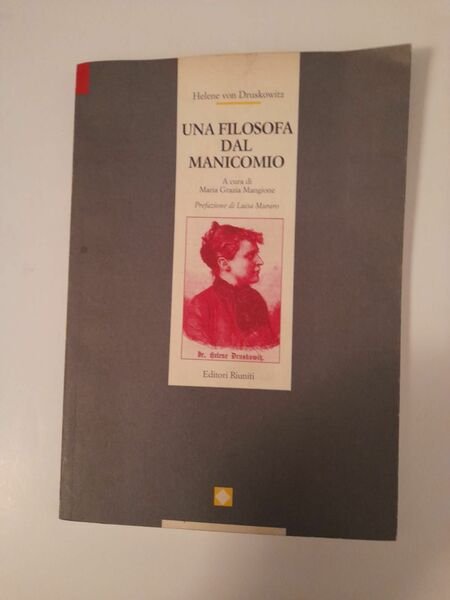 Helene von Druskowitz
UNA FILOSOFA
DAL
MANICOMIO
A cura di
Maria Grazia Mangione
Prefazione di Luisa Muraro
Dr. Helene Druskowitz.
Editori Riuniti